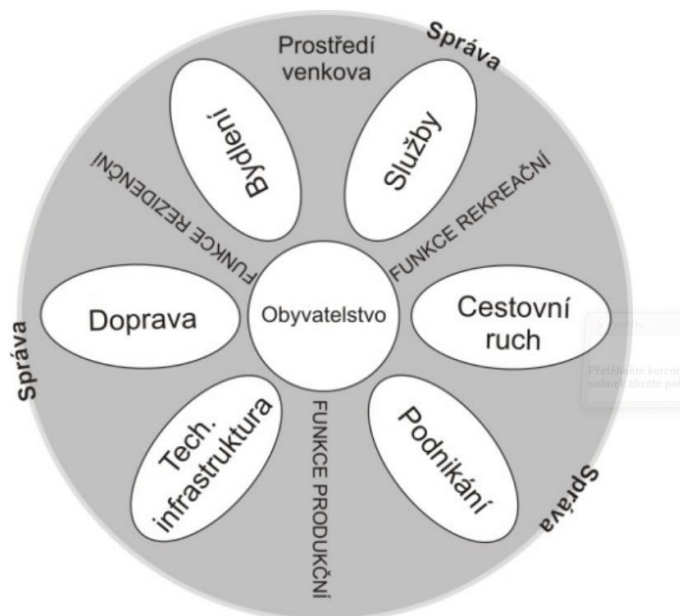 Prostředí
venkova
Správa
Bydlení
Služby
FUNKCE REZIDENČNÍ
FUNKCE REKREAČNÍ
Doprava
Obyvatelstvo
Cestovní
ruch
Správa
Tech.
infrastruktura
FUNKCE PRODUKČNÍ
Podnikání
Správa